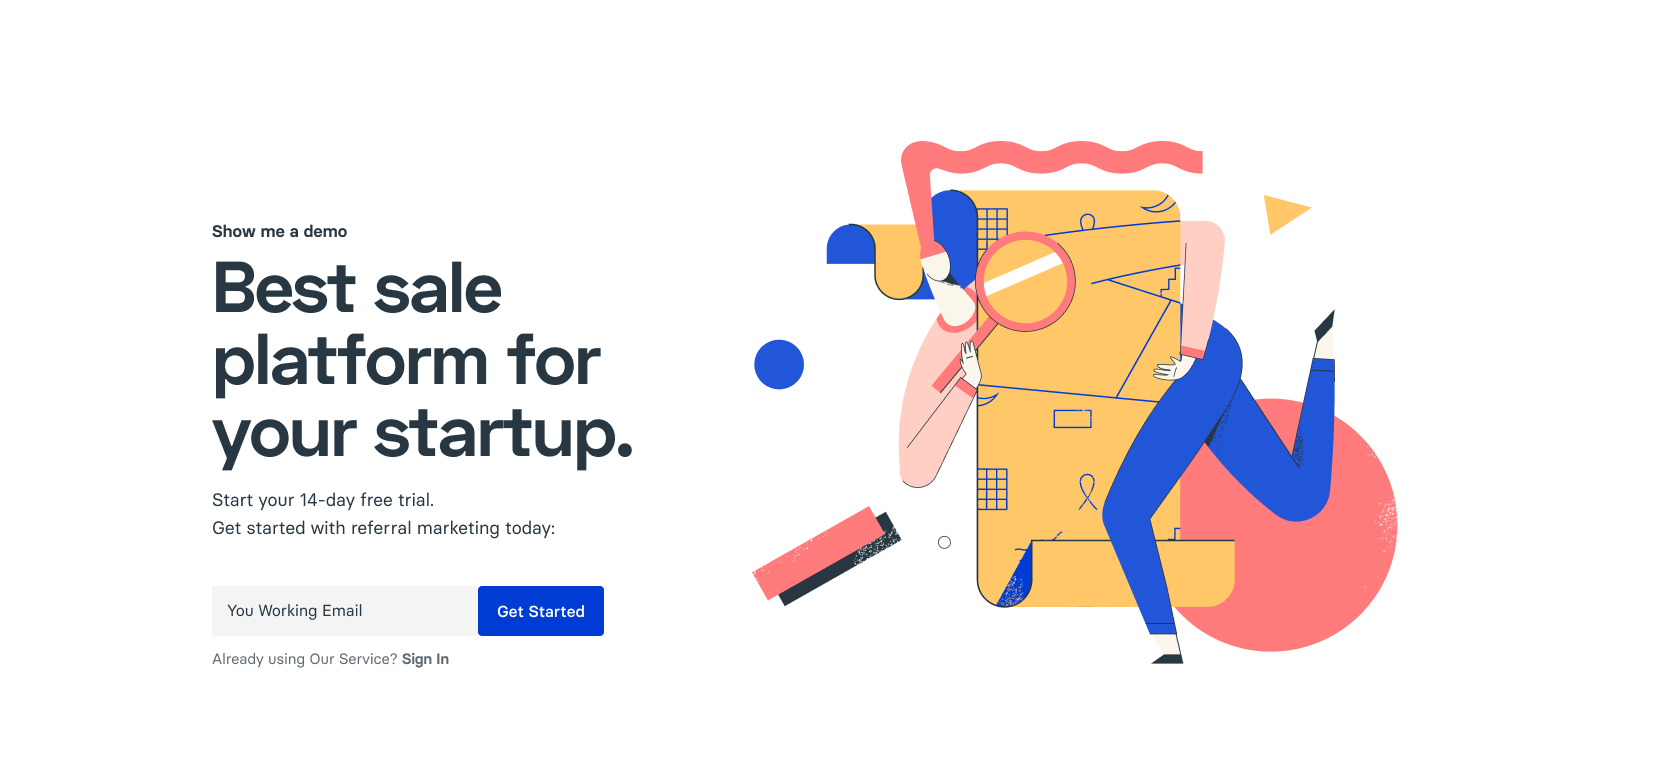 Show me a demo
Best sale
platform for
your startup.
Start your 14-day free trial.
Get started with referral marketing today:
You Working Email
Get Started
Already using Our Service? Sign In